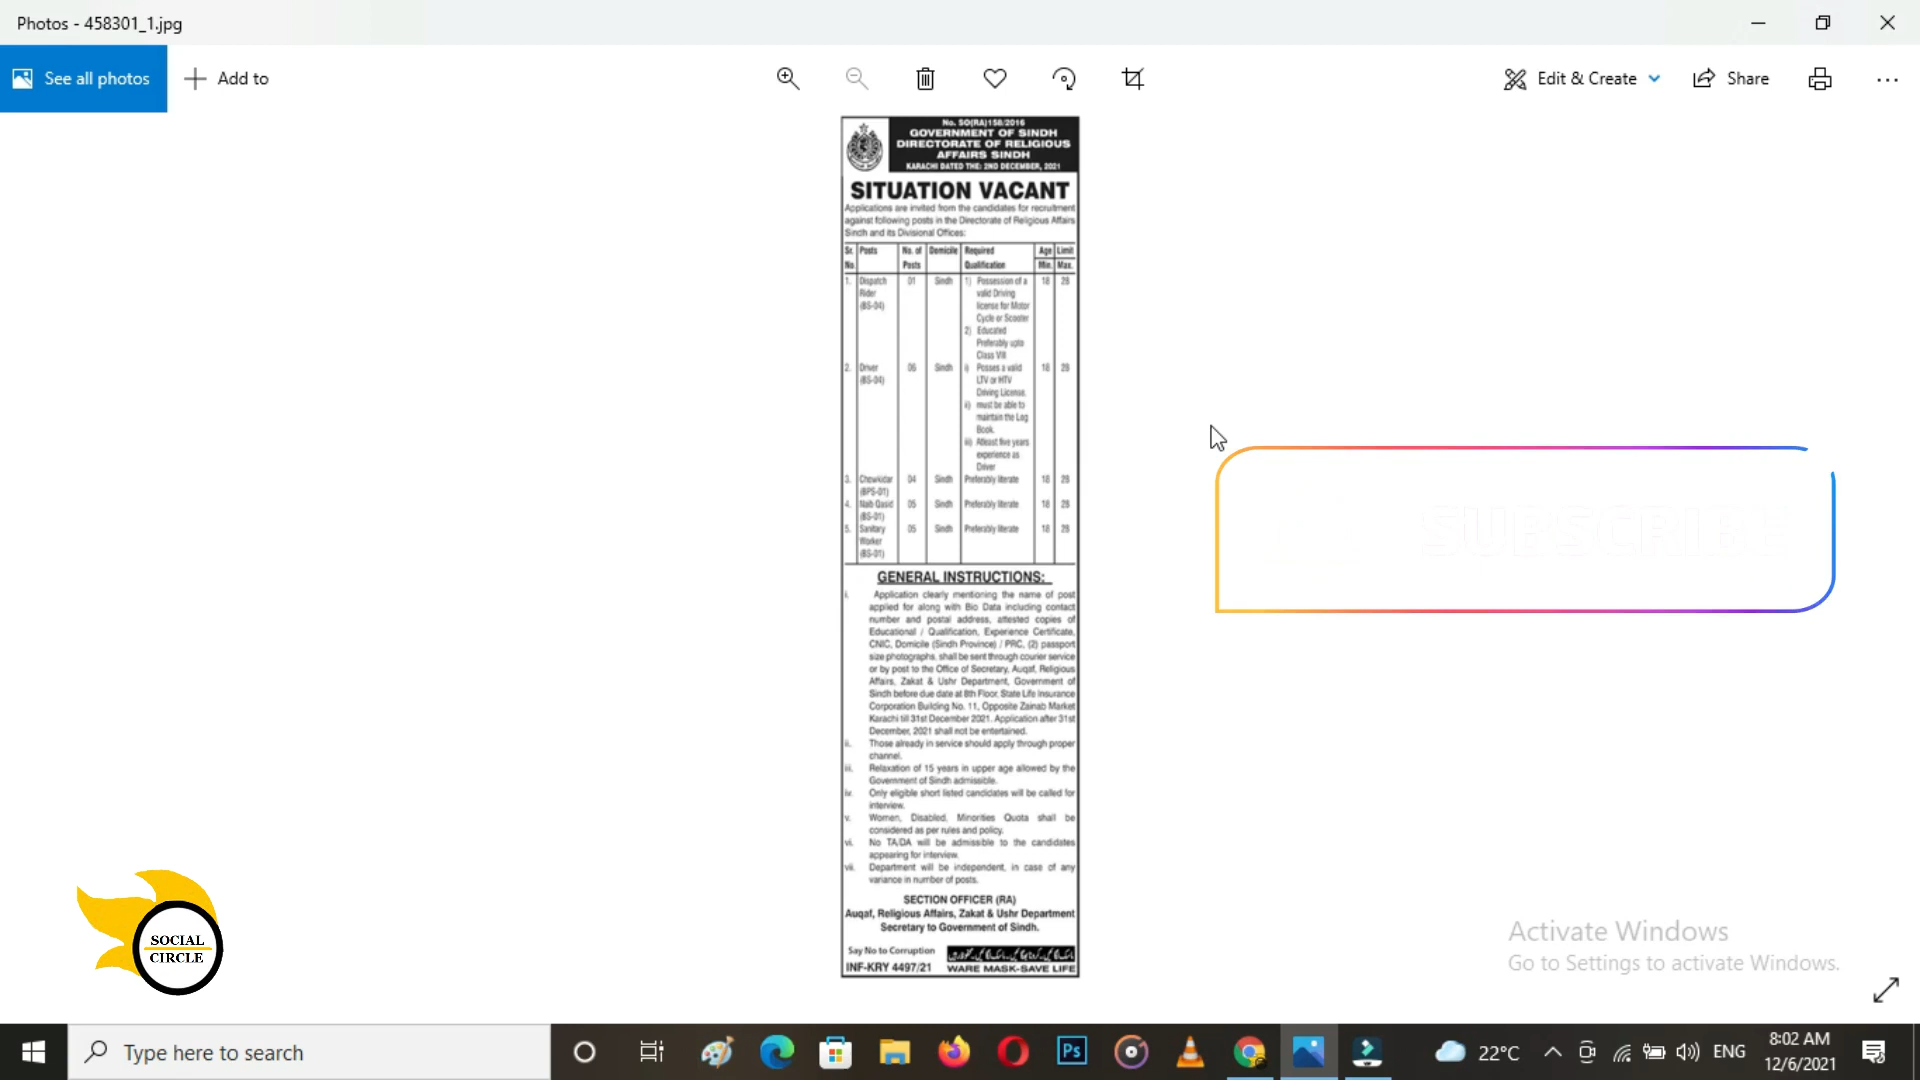 Photos - 458301_1.jpg
See all photos
Add to
Edit & Create
Share
No. SO(RA)158/2016
GOVERNMENT OF SINDH
DIRECTORATE OF RELIGIOUS
AFFAIRS SINDH
KARACHI DATED THE: 2ND DECEMBER, 2021
SITUATION VACANT
Applications are invited from the candidates for recruitment
against following posts in the Directorate of Religious Affairs
Sindh and its Divisional Offices:
Sr. Posts No. of Domicile Required Age Limit
No. Posts Qualification Min. Max.
1. Dispatch 01 Sindh 1) Possession of a 18 28
Rider valid Driving
(BS-04) license for Motor
Cycle or Scooter
2) Educated
Preferably upto
Class VIII
2. Driver 06 Sindh i) Posses a valid 18 28
(BS-04) LTV or HTV
Driving License.
ii) must be able to
maintain the Log
Book.
iii) Atleast five years
experience as
Driver
3. Chowkidar 04 Sindh Preferably literate 18 28
(BPS-01)
4. Naib Qasid 05 Sindh Preferably literate 18 28
(BS-01)
5. Sanitary 05 Sindh Preferably literate 18 28
Worker
(BS-01)
GENERAL INSTRUCTIONS:
i. Application clearly mentioning the name of post
applied for along with Bio Data including contact
number and postal address, attested copies of
Educational / Qualification, Experience Certificate,
CNIC, Domicile (Sindh Province) / PRC, (2) passport
size photographs, shall be sent through courier service
or by post to the Office of Secretary, Auqaf, Religious
Affairs, Zakat & Ushr Department, Government of
Sindh before due date at 8th Floor, State Life Insurance
Corporation Building No. 11, Opposite Zainab Market
Karachi till 31st December 2021. Application after 31st
December, 2021 shall not be entertained.
ii. Those already in service should apply through proper
channel.
iii. Relaxation of 15 years in upper age allowed by the
Government of Sindh admissible.
iv. Only eligible short listed candidates will be called for
interview.
v. Women, Disabled, Minorities Quota shall be
considered as per rules and policy.
vi. No TA/DA will be admissible to the candidates
appearing for interview.
vii. Department will be independent, in case of any
variance in number of posts.
SECTION OFFICER (RA)
Auqaf, Religious Affairs, Zakat & Ushr Department
Secretary to Government of Sindh.
Say No to Corruption
INF-KRY 4497/21 WARE MASK-SAVE LIFE
SUBSCRIBE
SOCIAL
CIRCLE
Activate Windows
Go to Settings to activate Windows.
Type here to search
Ps
22°C
ENG
8:02 AM
12/6/2021